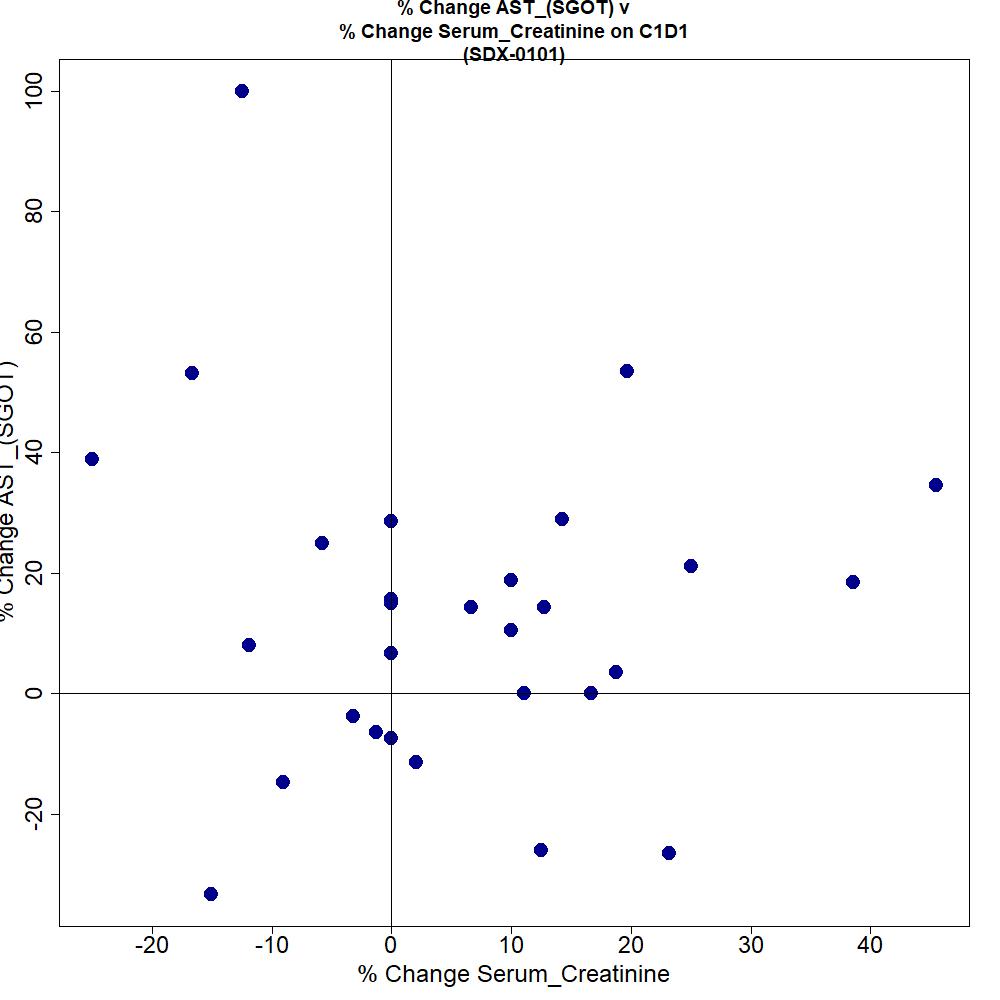 % Change AST_(SGOT) v
% Change Serum_Creatinine on C1D1
(SDX-0101)
% Change AST_(SGOT)
100
80
60
40
20
0
-20
-20
-10
0
10
20
30
40
% Change Serum_Creatinine